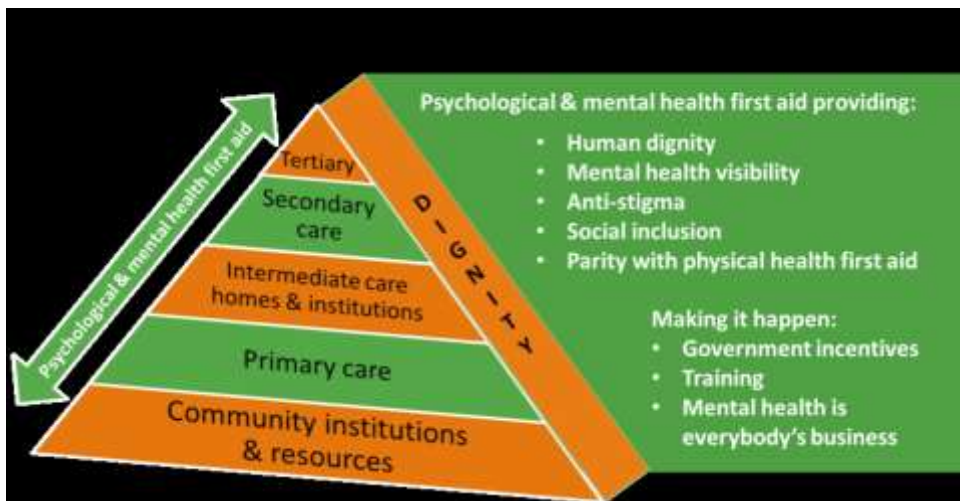 Psychological & mental health first aid
Tertiary
Secondary
care
Intermediate care
homes & institutions
Primary care
Community institutions
& resources
DIGNITY
Psychological & mental health first aid providing:
• Human dignity
• Mental health visibility
• Anti-stigma
• Social inclusion
• Parity with physical health first aid
Making it happen:
• Government incentives
• Training
• Mental health is
everybody's business